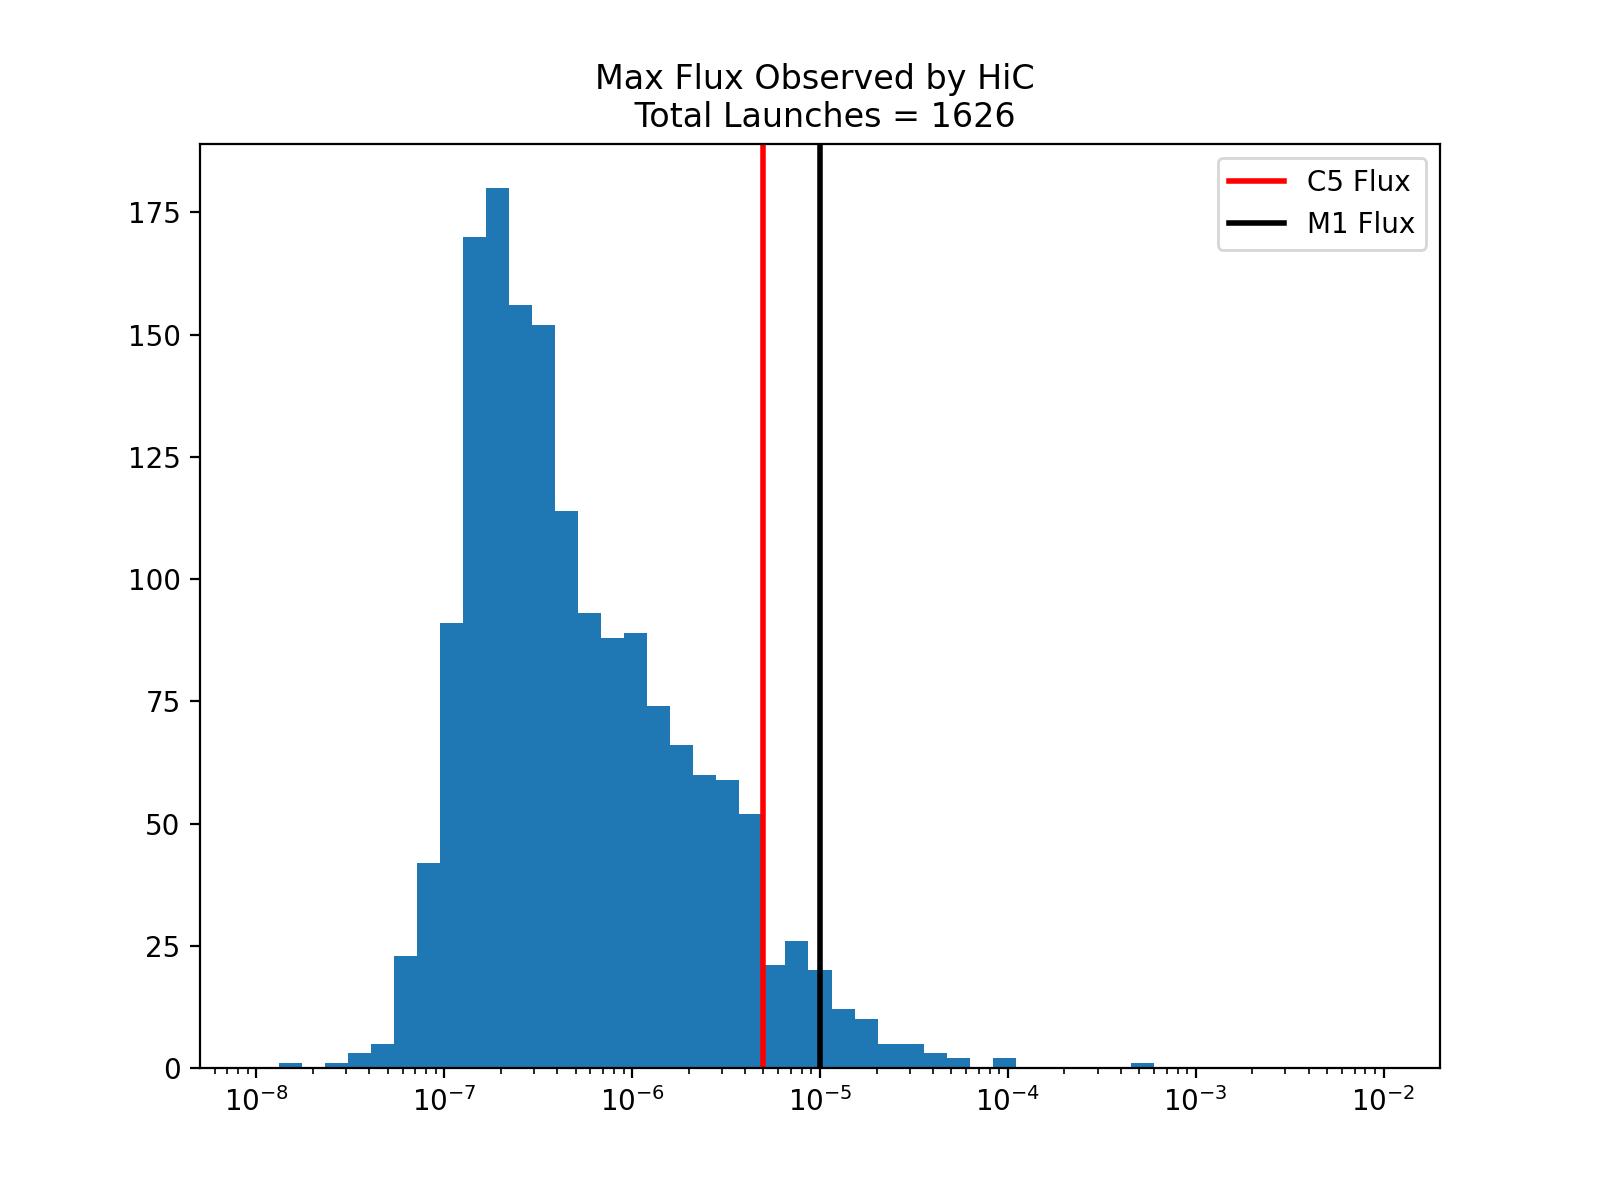 Max Flux Observed by HiC
Total Launches = 1626
C5 Flux
M1 Flux
175
150
125
100
75
50
25
0
10⁻⁸ 10⁻⁷ 10⁻⁶ 10⁻⁵ 10⁻⁴ 10⁻³ 10⁻²